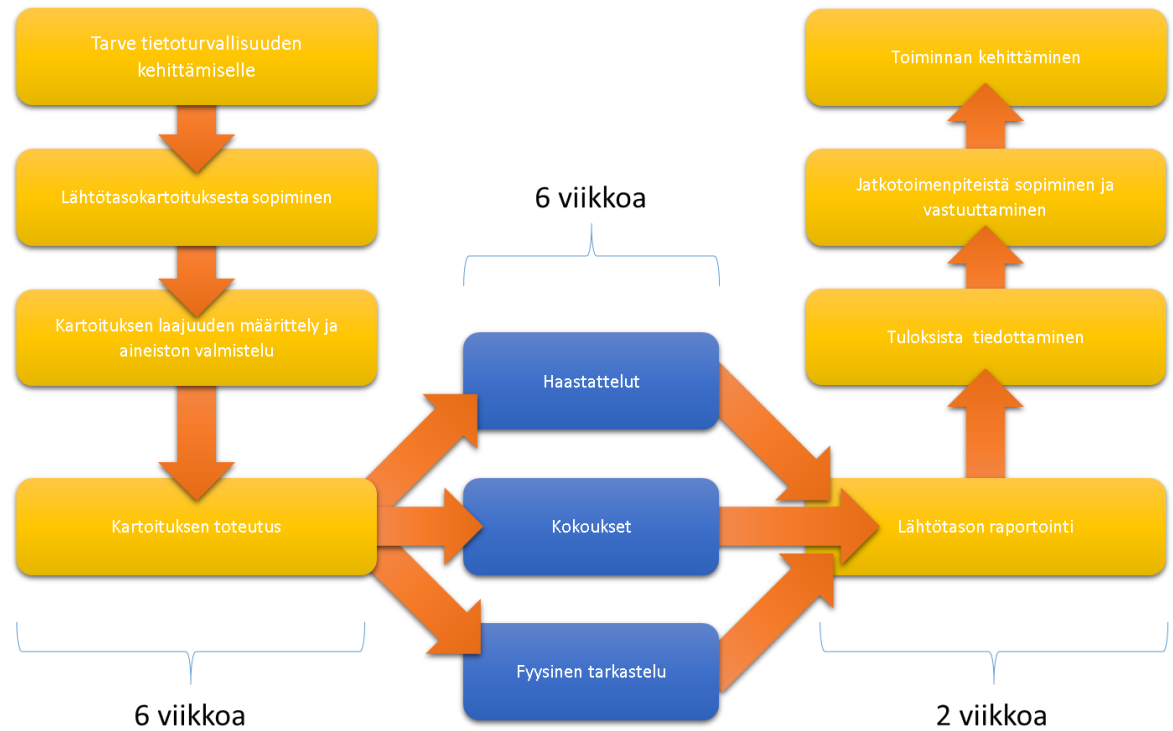 Tarve tietoturvallisuuden
kehittämiselle
Lähtötasokartoituksesta sopiminen
Kartoituksen laajuuden määrittely ja
aineiston valmistelu
Kartoituksen toteutus
6 viikkoa
6 viikkoa
Haastattelut
Kokoukset
Fyysinen tarkastelu
Toiminnan kehittäminen
Jatkotoimenpiteistä sopiminen ja
vastuuttaminen
Tuloksista tiedottaminen
Lähtötason raportointi
2 viikkoa